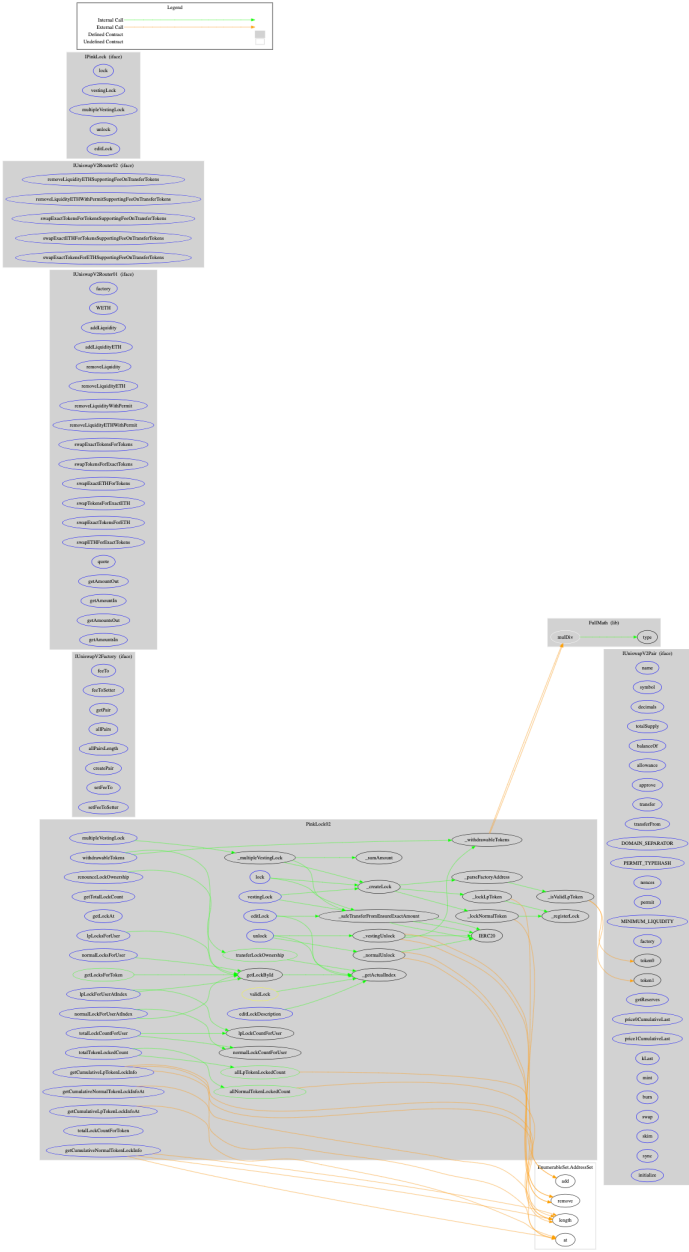 Legend
Internal Call
External Call
Defined Contract
Undefined Contract
IPinkLock (iface)
lock
vestingLock
multipleVestingLock
unlock
editLock
IUniswapV2Router02 (iface)
removeLiquidityETHSupportingFeeOnTransferTokens
removeLiquidityETHWithPermitSupportingFeeOnTransferTokens
swapExactTokensForTokensSupportingFeeOnTransferTokens
swapExactETHForTokensSupportingFeeOnTransferTokens
swapExactTokensForETHSupportingFeeOnTransferTokens
IUniswapV2Router01 (iface)
factory
WETH
addLiquidity
addLiquidityETH
removeLiquidity
removeLiquidityETH
removeLiquidityWithPermit
removeLiquidityETHWithPermit
swapExactTokensForTokens
swapTokensForExactTokens
swapExactETHForTokens
swapTokensForExactETH
swapExactTokensForETH
swapETHForExactTokens
quote
getAmountOut
getAmountIn
getAmountsOut
getAmountsIn
IUniswapV2Factory (iface)
feeTo
feeToSetter
getPair
allPairs
allPairsLength
createPair
setFeeTo
setFeeToSetter
FullMath (lib)
mulDiv
type
IUniswapV2Pair (iface)
name
symbol
decimals
totalSupply
balanceOf
allowance
approve
transfer
transferFrom
DOMAIN_SEPARATOR
PERMIT_TYPEHASH
nonces
permit
MINIMUM_LIQUIDITY
factory
token0
token1
getReserves
price0CumulativeLast
price1CumulativeLast
kLast
mint
burn
swap
skim
sync
initialize
PinkLock02
multipleVestingLock
withdrawableTokens
renounceLockOwnership
getTotalLockCount
getLockAt
lpLocksForUser
normalLocksForUser
getLocksForToken
lpLockForUserAtIndex
normalLockForUserAtIndex
totalLockCountForUser
totalTokenLockedCount
getCumulativeLpTokenLockInfo
getCumulativeNormalTokenLockInfoAt
getCumulativeLpTokenLockInfoAt
totalLockCountForToken
getCumulativeNormalTokenLockInfo
_multipleVestingLock
lock
vestingLock
editLock
unlock
transferLockOwnership
getLockById
validLock
editLockDescription
lpLockCountForUser
normalLockCountForUser
allLpTokenLockedCount
allNormalTokenLockedCount
_sumAmount
_createLock
_safeTransferFromEnsureExactAmount
_vestingUnlock
_normalUnlock
_getActualIndex
_withdrawableTokens
_parseFactoryAddress
_lockLpToken
_lockNormalToken
IERC20
_isValidLpToken
_registerLock
EnumerableSet.AddressSet
add
remove
length
at